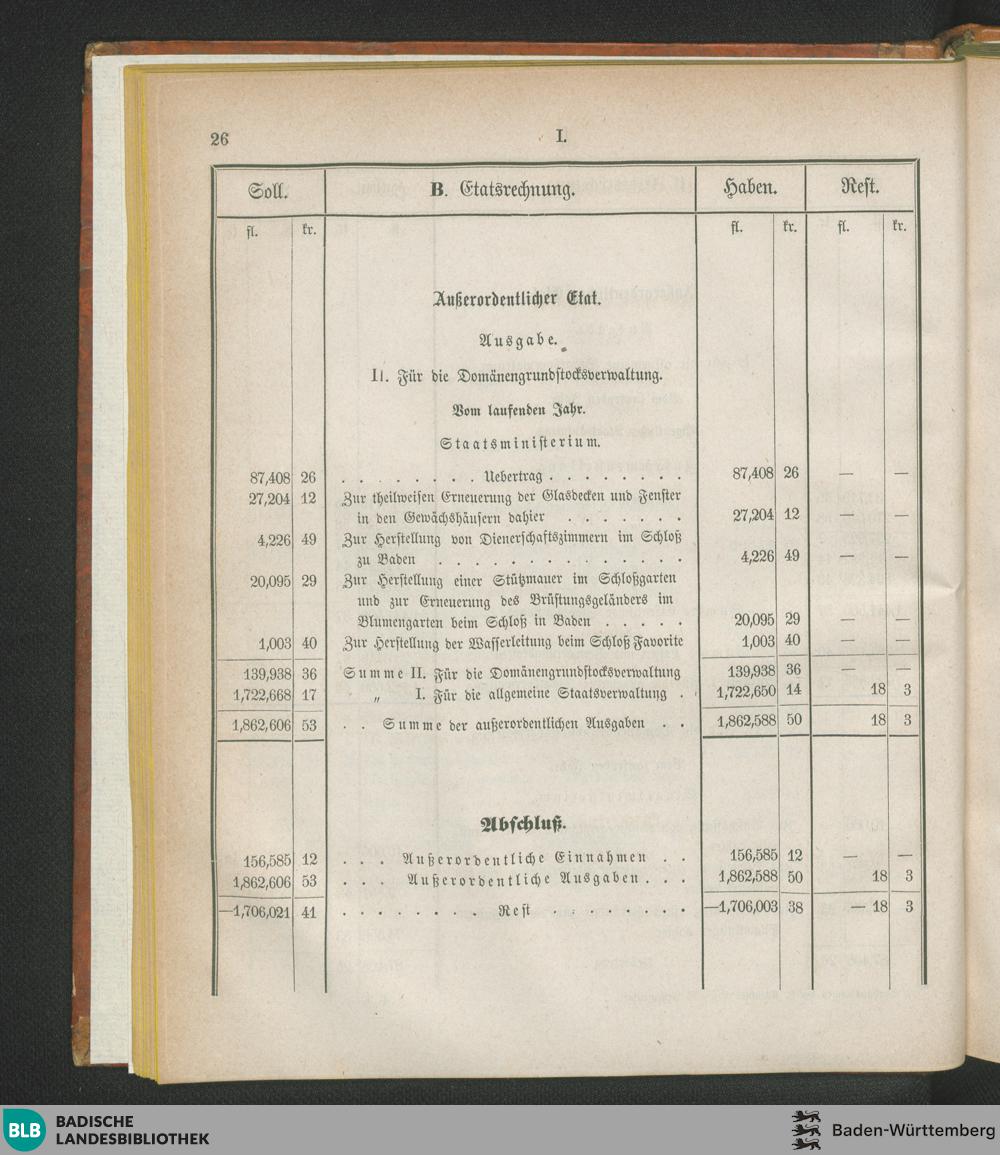 26 I.
Soll. B. Etatsrechnung. Haben. Rest.
fl. kr. fl. kr. fl. kr.
Außerordentlicher Etat.
Ausgabe.
II. Für die Domänengrundstocksverwaltung.
Vom laufenden Jahr.
Staatsministerium.
87,408 26 . . . . . . . . Uebertrag . . . . . . . . 87,408 26 — —
27,204 12 Zur theilweisen Erneuerung der Glasdecken und Fenster
in den Gewächshäusern dahier . . . . . . . 27,204 12 — —
4,226 49 Zur Herstellung von Dienerschaftszimmern im Schloß
zu Baden . . . . . . . . . . . . . 4,226 49 — —
20,095 29 Zur Herstellung einer Stützmauer im Schloßgarten
und zur Erneuerung des Brüstungsgeländers im
Blumengarten beim Schloß in Baden . . . . . 20,095 29 — —
1,003 40 Zur Herstellung der Wasserleitung beim Schloß Favorite 1,003 40 — —
139,938 36 Summe II. Für die Domänengrundstocksverwaltung 139,938 36 — —
1,722,668 17 „ I. Für die allgemeine Staatsverwaltung . 1,722,650 14 18 3
1,862,606 53 . . Summe der außerordentlichen Ausgaben . . 1,862,588 50 18 3
Abschluß.
156,585 12 . . . Außerordentliche Einnahmen . . 156,585 12 — —
1,862,606 53 . . . Außerordentliche Ausgaben . . . 1,862,588 50 18 3
—1,706,021 41 . . . . . . . . Rest . . . . . . . . —1,706,003 38 — 18 3
BLB BADISCHE
LANDESBIBLIOTHEK
Baden-Württemberg